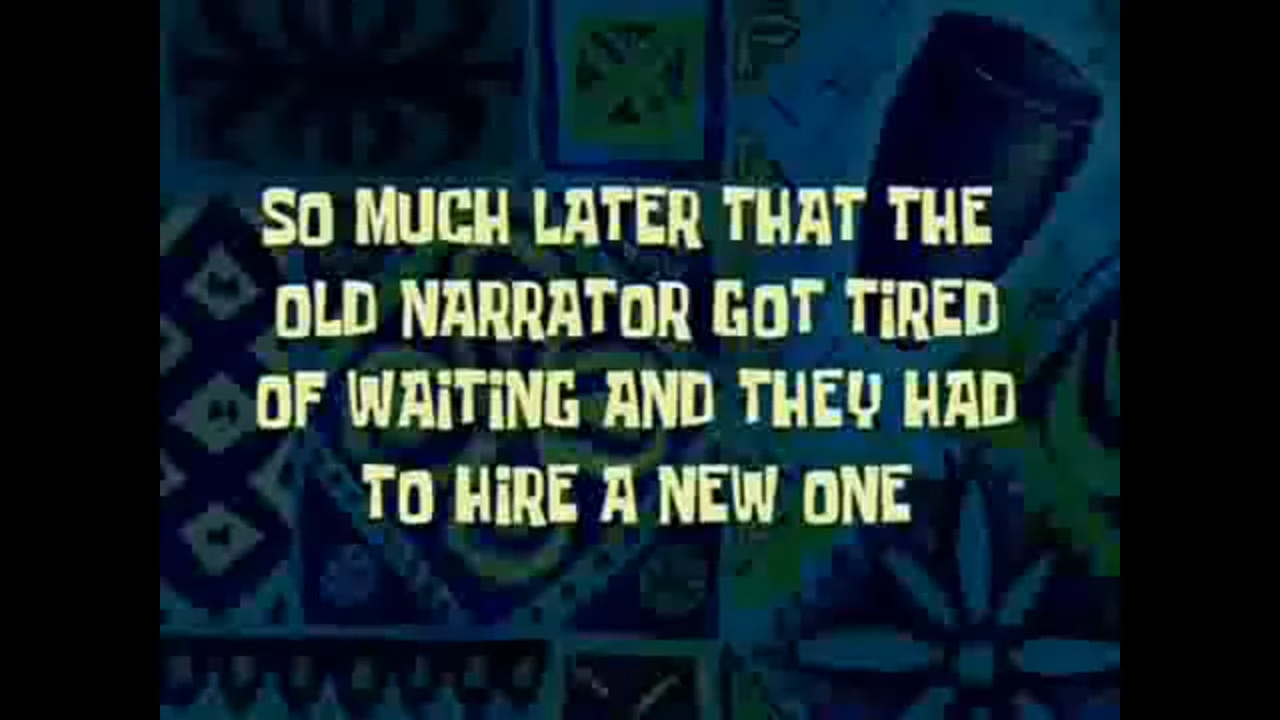 SO MUCH LATER THAT THE
OLD NARRATOR GOT TiRED
OF WAiTiNG AND THEY HAD
TO HiRE A NEW ONE